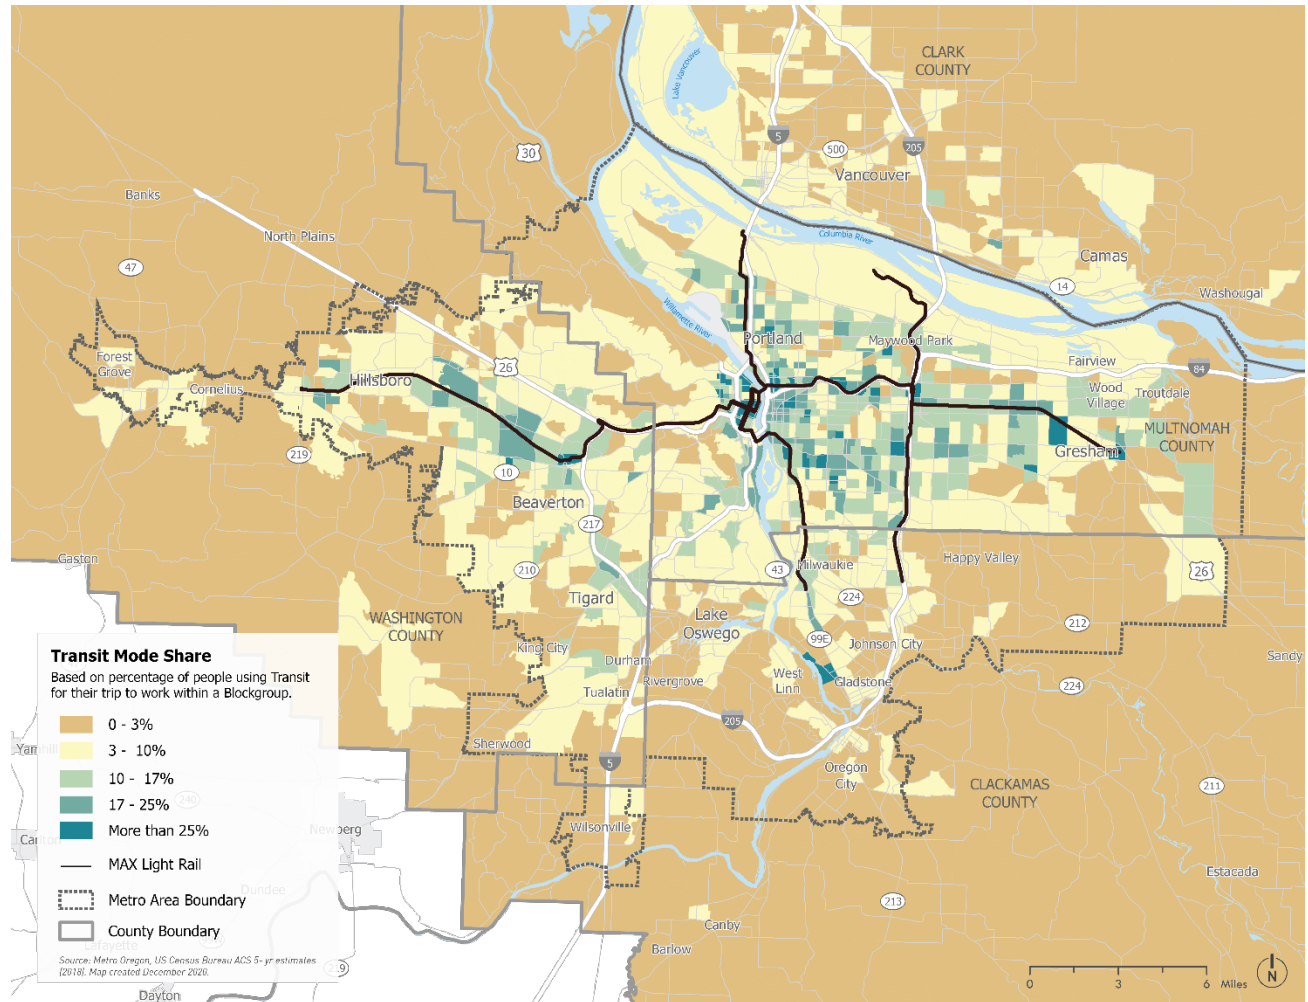 CLARK
COUNTY
Lake Vancouver
5
30
500
205
Vancouver
Banks
North Plains
Columbia River
47
Camas
14
Washougal
Willamette River
Portland
Maywood Park
Forest
Grove
Fairview
26
84
Hillsboro
Cornelius
Wood
Village
Troutdale
MULTNOMAH
COUNTY
219
Gresham
10
Beaverton
217
Gaston
Happy Valley
43
Milwaukie
210
26
Tigard
224
WASHINGTON
COUNTY
Lake
Oswego
212
99E
Johnson City
King City
Durham
Sandy
West
Linn
Rivergrove
Gladstone
224
Tualatin
205
Sherwood
5
Oregon
City
CLACKAMAS
COUNTY
211
Wilsonville
Estacada
213
Canby
Barlow
Transit Mode Share
Based on percentage of people using Transit
for their trip to work within a Blockgroup.
0 - 3%
3 - 10%
10 - 17%
17 - 25%
More than 25%
MAX Light Rail
Metro Area Boundary
County Boundary
Source: Metro Oregon, US Census Bureau ACS 5- yr estimates
(2018). Map created December 2020.
Yamhill
240
Newberg
Dundee
Lafayette
219
Dayton
0 3 6 Miles
N